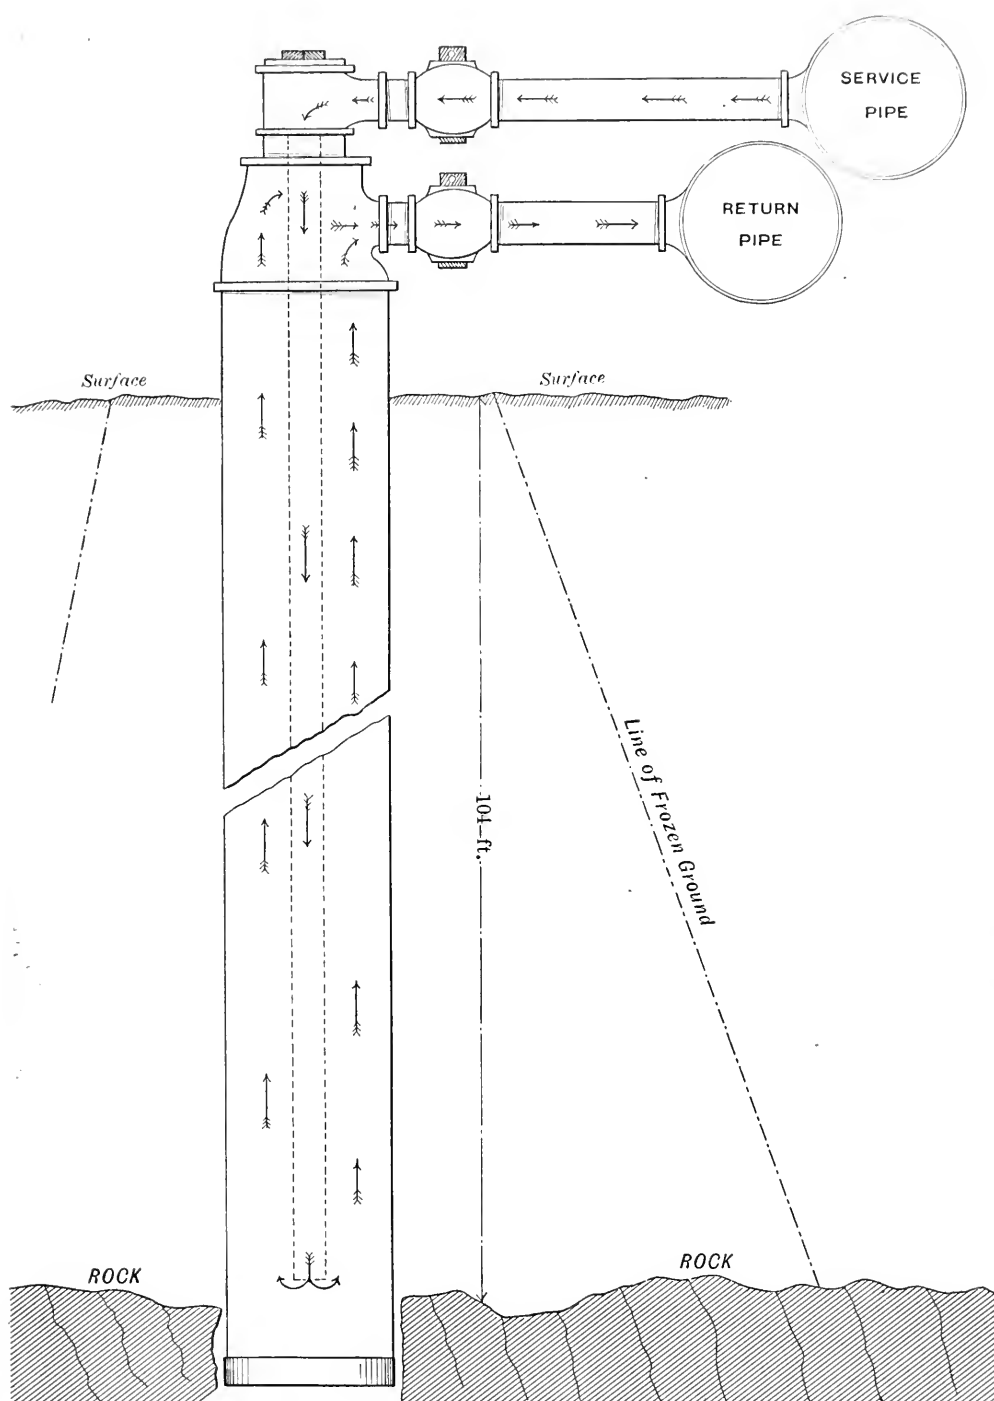 SERVICE
PIPE
RETURN
PIPE
Surface
Surface
Line of Frozen Ground
104 ft.
ROCK
ROCK